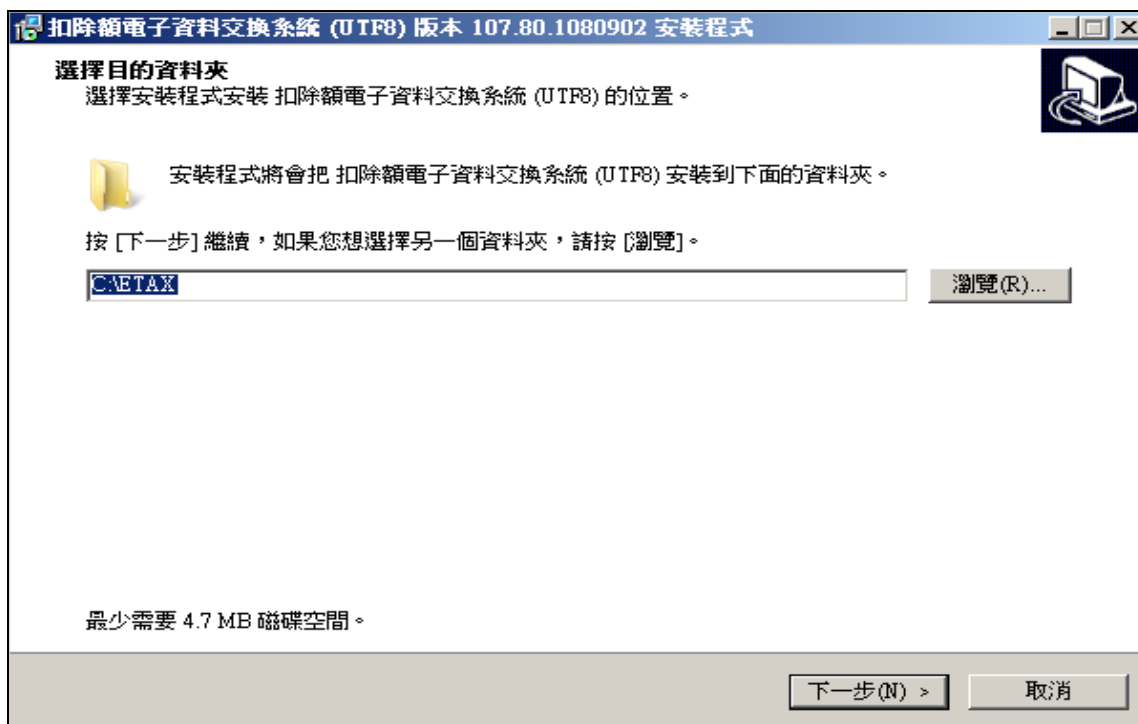 扣除額電子資料交換系統 (UTF8) 版本 107.80.1080902 安裝程式
選擇目的資料夾
選擇安裝程式安裝 扣除額電子資料交換系統 (UTF8) 的位置。
安裝程式將會把 扣除額電子資料交換系統 (UTF8) 安裝到下面的資料夾。
按 [下一步] 繼續，如果您想選擇另一個資料夾，請按 [瀏覽]。
C:\ETAX
瀏覽(R)...
最少需要 4.7 MB 磁碟空間。
下一步(N) >
取消